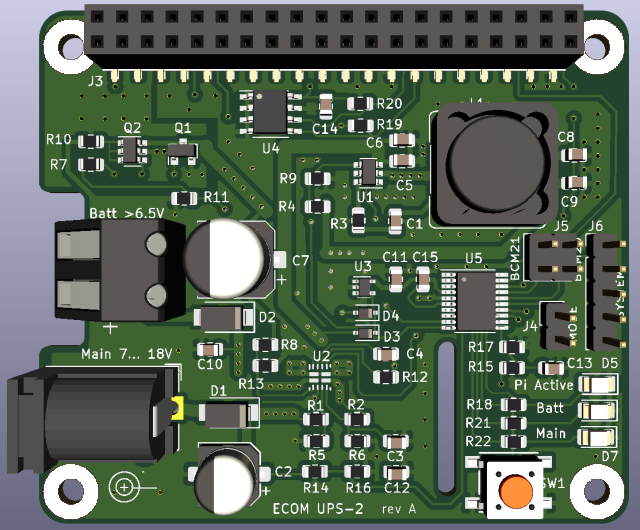 J3
R20
R19
C14
U4
Q2
Q1
R10
R7
R11
C6
C5
C8
C9
U1
R9
R4
R3
C1
Batt >6.5V
C7
+
+
J5
J6
BCM21
C11
C15
U5
U3
D4
D3
J4
D2
C10
R8
R13
Main 7... 18V
U2
C4
R12
R17
R15
C13
D5
Pi Active
D1
R1
R2
R18
Batt
R21
R22
Main
D7
R5
R6
C3
C2
+
R14
R16
C12
SW1
ECOM UPS-2 rev A